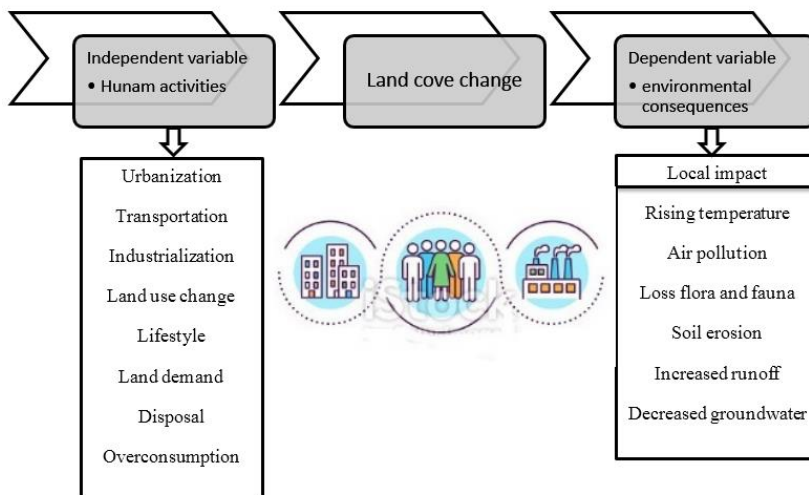 Independent variable
• Hunam activities
Land cove change
Dependent variable
• environmental
consequences
Urbanization
Transportation
Industrialization
Land use change
Lifestyle
Land demand
Disposal
Overconsumption
iStock
Local impact
Rising temperature
Air pollution
Loss flora and fauna
Soil erosion
Increased runoff
Decreased groundwater